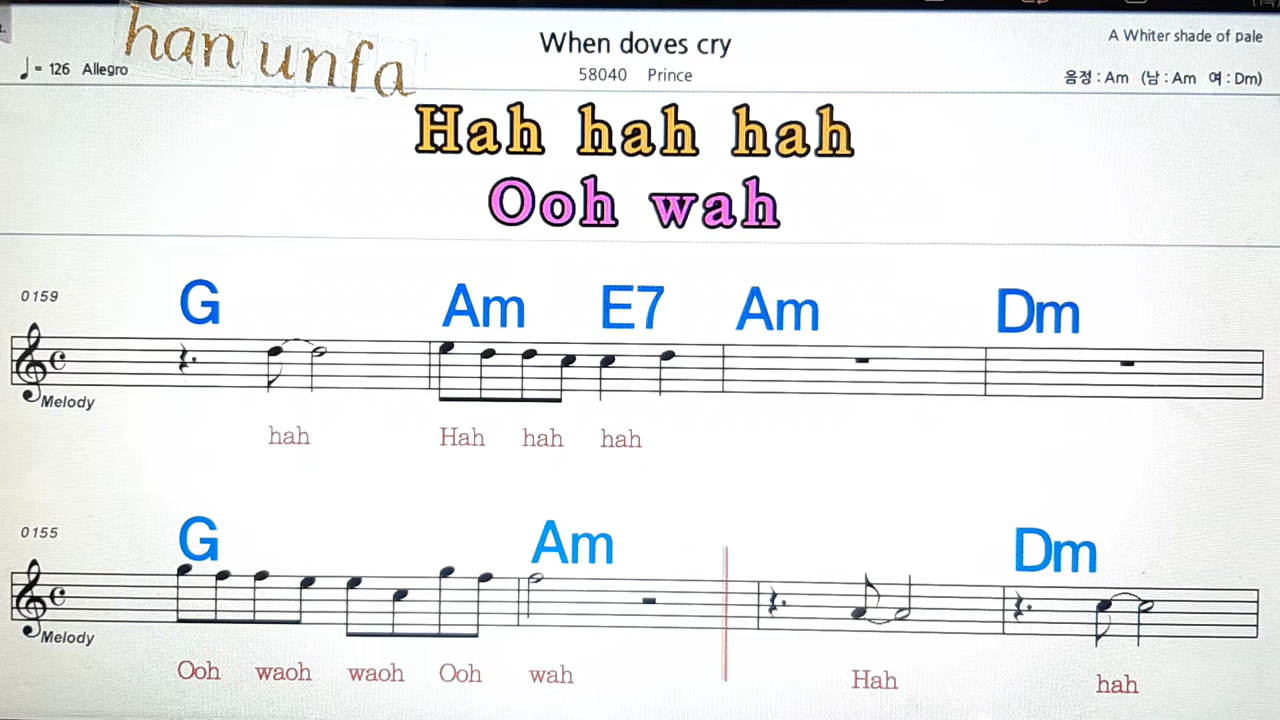 han unfa
When doves cry
A Whiter shade of pale
♩ = 126 Allegro
58040 Prince
음정 : Am (남 : Am 여 : Dm)
Hah hah hah
Ooh wah
0159
G Am E7 Am Dm
Melody
hah Hah hah hah
0155
G Am Dm
Melody
Ooh waoh waoh Ooh wah Hah hah